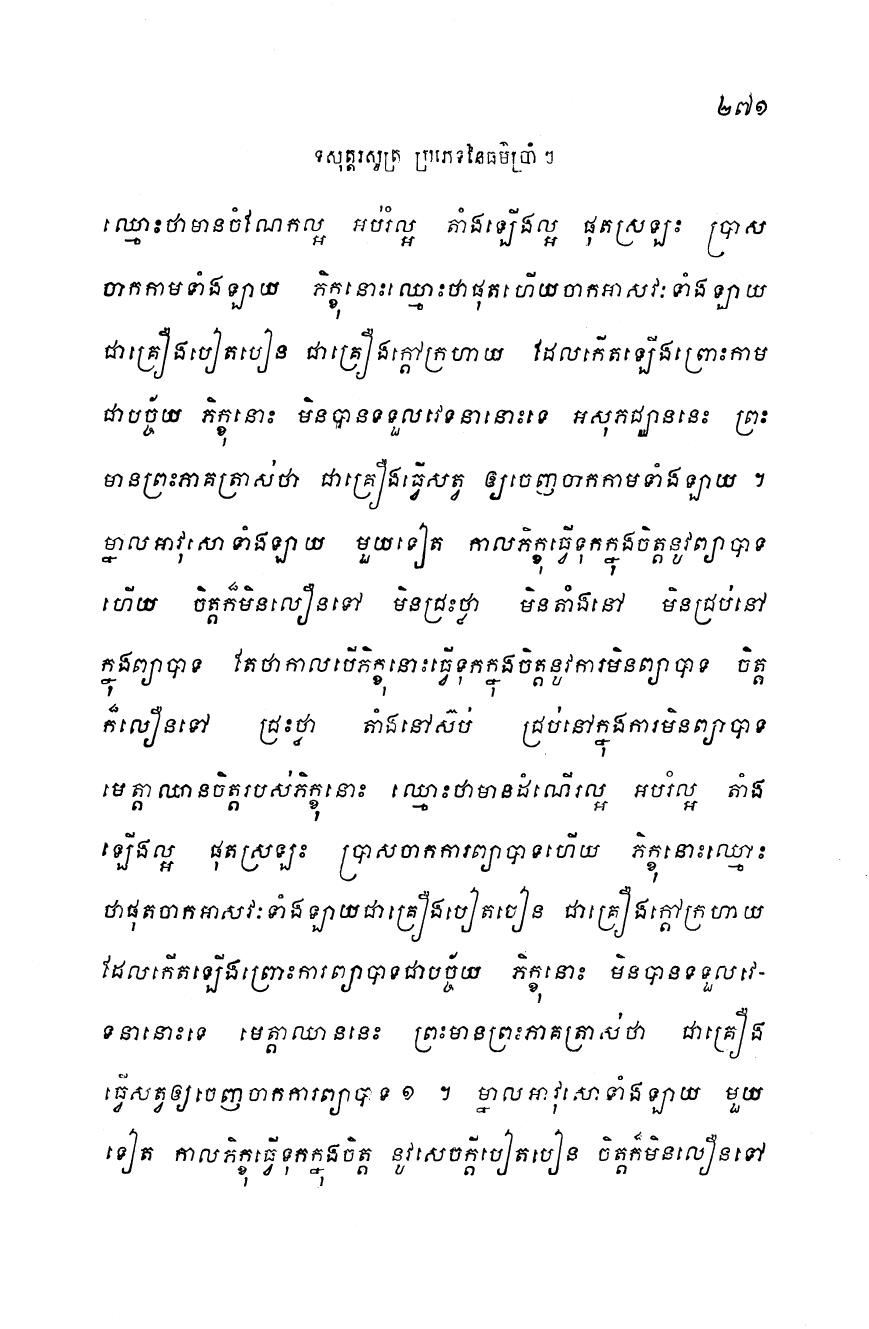 ២៧១
ទសុត្តរសូត្រ ប្រភេទនៃធម៌ប្រាំ ៗ
ឈ្មោះថាមានចំណែកល្អ អប់រំល្អ តាំងឡើងល្អ ផុតស្រឡះ ប្រាស
ចាកកាមទាំងឡាយ ភិក្ខុនោះឈ្មោះថាផុតហើយចាកអាសវៈទាំងឡាយ
ជាគ្រឿងបៀតបៀន ជាគ្រឿងក្តៅក្រហាយ ដែលកើតឡើងព្រោះកាម
ជាបច្ច័យ ភិក្ខុនោះ មិនបានទទួលវេទនានោះទេ អសុភជ្ឈាននេះ ព្រះ
មានព្រះភាគត្រាស់ថា ជាគ្រឿងធ្វើសត្វ ឲ្យចេញចាកកាមទាំងឡាយ ។
ម្នាលអាវុសោទាំងឡាយ មួយទៀត កាលភិក្ខុធ្វើទុកក្នុងចិត្តនូវព្យាបាទ
ហើយ ចិត្តក៏មិនលឿនទៅ មិនជ្រះថ្លា មិនតាំងនៅ មិនជ្រប់នៅ
ក្នុងព្យាបាទ តែថាកាលបើភិក្ខុនោះធ្វើទុកក្នុងចិត្តនូវការមិនព្យាបាទ ចិត្ត
ក៏លឿនទៅ ជ្រះថ្លា តាំងនៅស៊ប់ ជ្រប់នៅក្នុងការមិនព្យាបាទ
មេត្តាឈានចិត្តរបស់ភិក្ខុនោះ ឈ្មោះថាមានដំណើរល្អ អបរំល្អ តាំង
ឡើងល្អ ផុតស្រឡះ ប្រាសចាកការព្យាបាទហើយ ភិក្ខុនោះឈ្មោះ
ថាផុតចាកអាសវៈទាំងឡាយជាគ្រឿងបៀតបៀន ជាគ្រឿងក្តៅក្រហាយ
ដែលកើតឡើងព្រោះការព្យាបាទជាបច្ច័យ ភិក្ខុនោះ មិនបានទទួលវេ-
ទនានោះទេ មេត្តាឈាននេះ ព្រះមានព្រះភាគត្រាស់ថា ជាគ្រឿង
ធ្វើសត្វឲ្យចេញចាកការព្យាបាទ ១ ។ ម្នាលអាវុសោទាំងឡាយ មួយ
ទៀត កាលភិក្ខុធ្វើទុកក្នុងចិត្ត នូវសេចក្តីបៀតបៀន ចិត្តក៏មិនលឿនទៅ